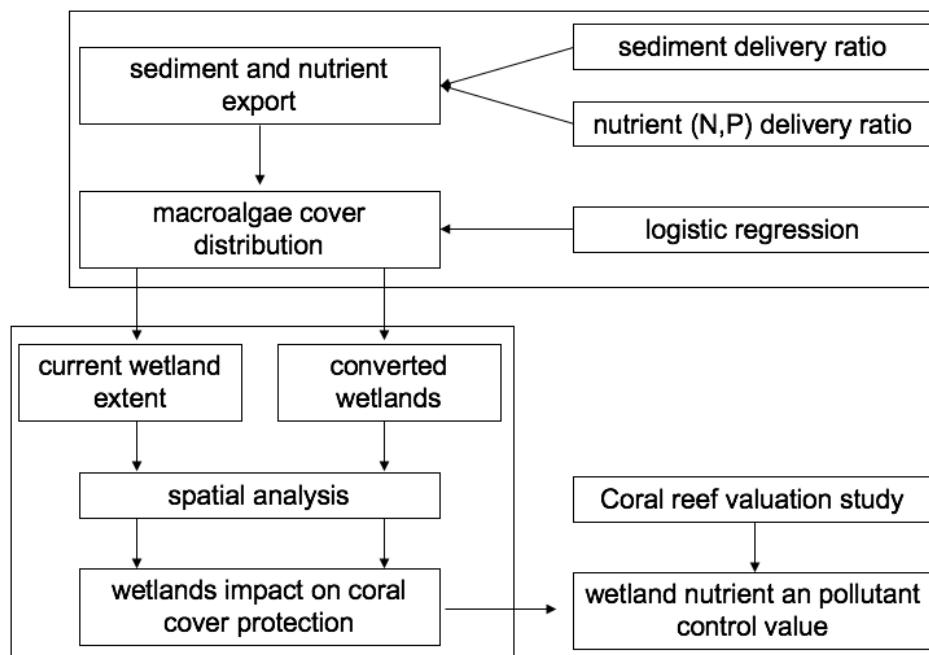 sediment and nutrient
export
sediment delivery ratio
nutrient (N,P) delivery ratio
macroalgae cover
distribution
logistic regression
current wetland
extent
converted
wetlands
spatial analysis
Coral reef valuation study
wetlands impact on coral
cover protection
wetland nutrient an pollutant
control value